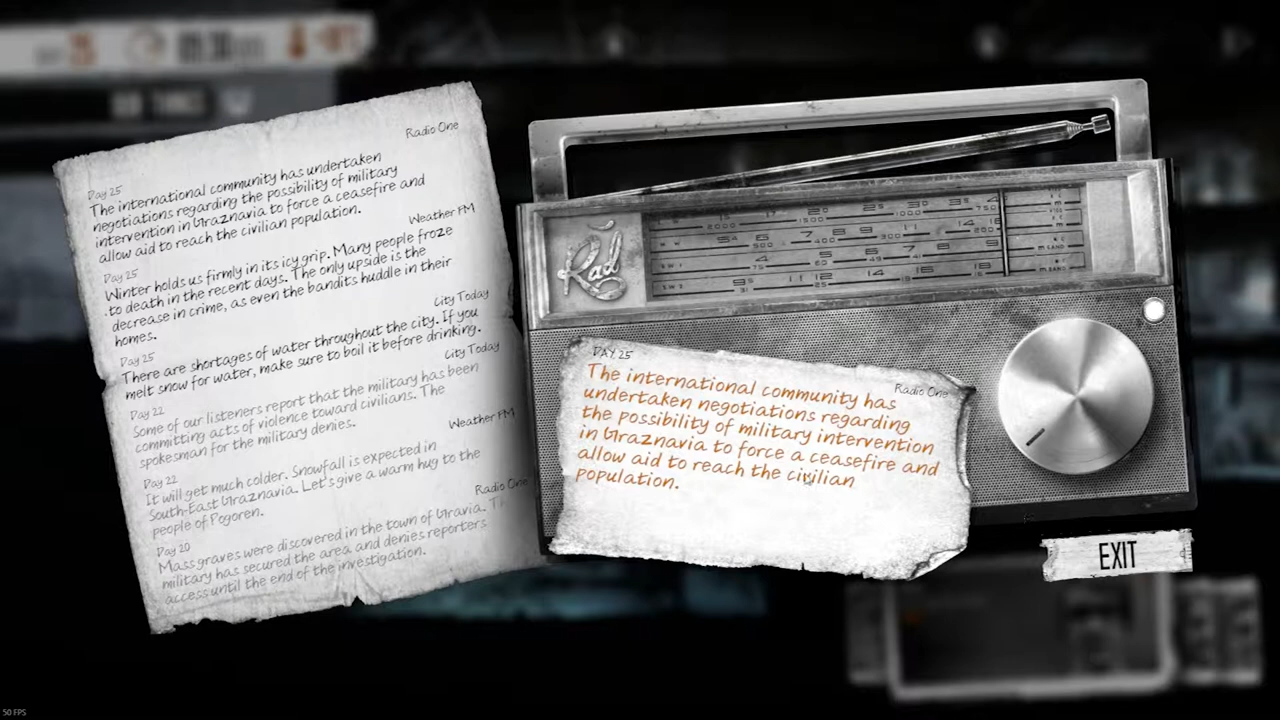 Radio One
Day 25
The international community has undertaken
negotiations regarding the possibility of military
intervention in Graznavia to force a ceasefire and
allow aid to reach the civilian population.
Weather FM
Day 25
Winter holds us firmly in its icy grip. Many people froze
to death in the recent days. The only upside is the
decrease in crime, as even the bandits huddle in their
homes.
City Today
Day 25
There are shortages of water throughout the city. If you
melt snow for water, make sure to boil it before drinking.
City Today
Day 22
Some of our listeners report that the military has been
committing acts of violence toward civilians. The
spokesman for the military denies.
Weather FM
Day 22
It will get much colder. Snowfall is expected in
South-East Graznavia. Let's give a warm hug to the
people of Pogoren.
Radio One
Day 20
Mass graves were discovered in the town of Gravia. T
military has secured the area and denies reporters
access until the end of the investigation.
Rad
DAY 25
Radio One
The international community has
undertaken negotiations regarding
the possibility of military intervention
in Graznavia to force a ceasefire and
allow aid to reach the civilian
population.
EXIT
50 FPS